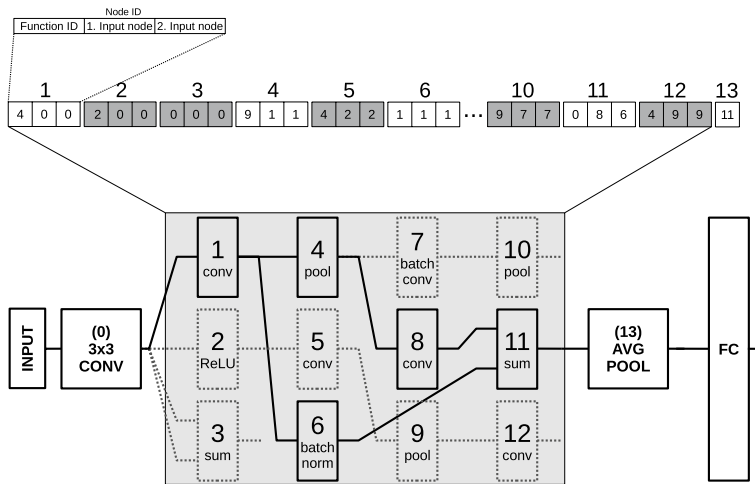 Node ID
Function ID 1. Input node 2. Input node
1 2 3 4 5 6 10 11 12 13
4 0 0 2 0 0 0 0 0 9 1 1 4 2 2 1 1 1 ... 9 7 7 0 8 6 4 9 9 11
1 4 7 10
conv pool batch conv pool
INPUT
(0)
3x3
CONV
2 5 8 11
ReLU conv conv sum
(13)
AVG
POOL
FC
3 6 9 12
sum batch norm pool conv